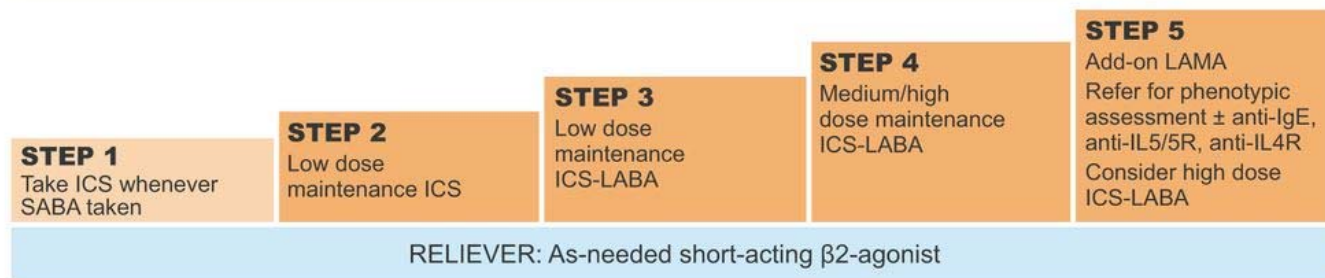 STEP 1
Take ICS whenever
SABA taken
STEP 2
Low dose
maintenance ICS
STEP 3
Low dose
maintenance
ICS-LABA
STEP 4
Medium/high
dose maintenance
ICS-LABA
STEP 5
Add-on LAMA
Refer for phenotypic
assessment ± anti-IgE,
anti-IL5/5R, anti-IL4R
Consider high dose
ICS-LABA
RELIEVER: As-needed short-acting β2-agonist